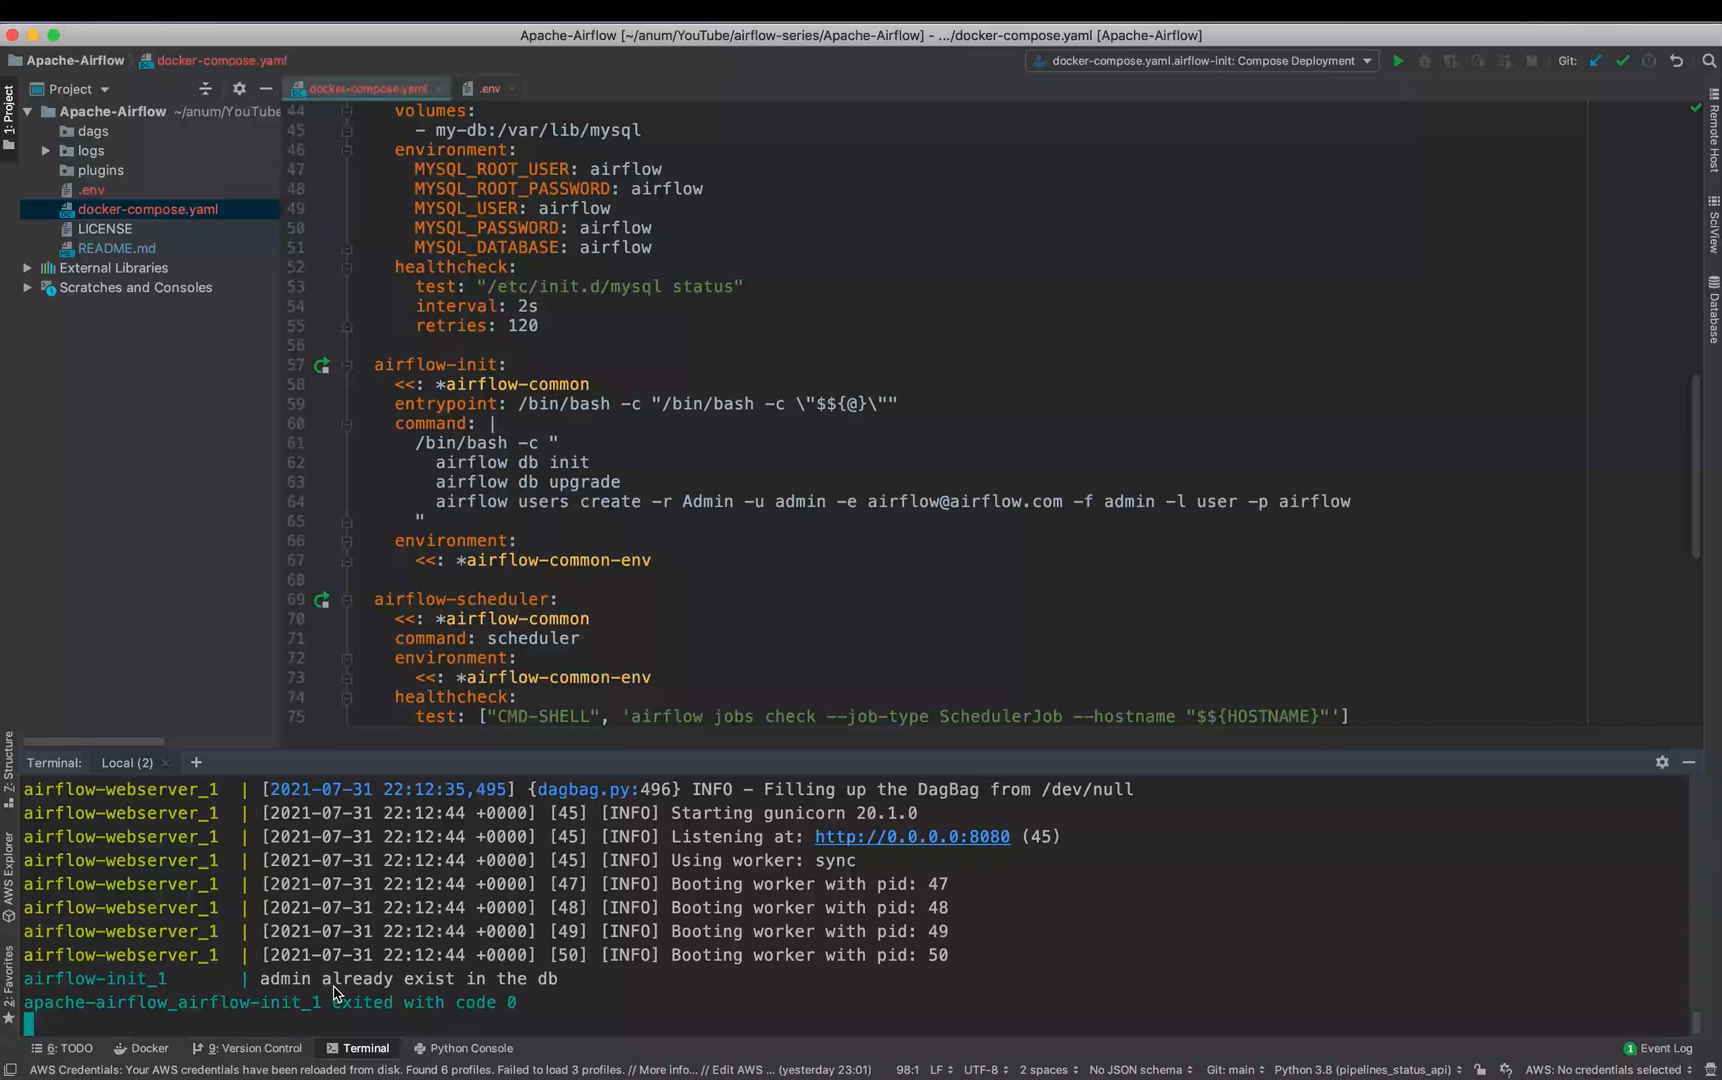 Apache-Airflow [~/anum/YouTube/airflow-series/Apache-Airflow] – .../docker-compose.yaml [Apache-Airflow]
Apache-Airflow docker-compose.yaml docker-compose.yaml.airflow-init: Compose Deployment Git:
Project docker-compose.yaml .env
Apache-Airflow ~/anum/YouTube
dags
logs
plugins
.env
docker-compose.yaml
LICENSE
README.md
External Libraries
Scratches and Consoles
1: Project
Z: Structure
AWS Explorer
2: Favorites
Remote Host
SciView
Database
44 volumes:
45 - my-db:/var/lib/mysql
46 environment:
47 MYSQL_ROOT_USER: airflow
48 MYSQL_ROOT_PASSWORD: airflow
49 MYSQL_USER: airflow
50 MYSQL_PASSWORD: airflow
51 MYSQL_DATABASE: airflow
52 healthcheck:
53 test: "/etc/init.d/mysql status"
54 interval: 2s
55 retries: 120
56
57 airflow-init:
58 <<: *airflow-common
59 entrypoint: /bin/bash -c "/bin/bash -c \"$${@}\""
60 command: |
61 /bin/bash -c "
62 airflow db init
63 airflow db upgrade
64 airflow users create -r Admin -u admin -e airflow@airflow.com -f admin -l user -p airflow
65 "
66 environment:
67 <<: *airflow-common-env
68
69 airflow-scheduler:
70 <<: *airflow-common
71 command: scheduler
72 environment:
73 <<: *airflow-common-env
74 healthcheck:
75 test: ["CMD-SHELL", 'airflow jobs check --job-type SchedulerJob --hostname "$${HOSTNAME}"']
Terminal: Local (2) +
airflow-webserver_1 | [2021-07-31 22:12:35,495] {dagbag.py:496} INFO - Filling up the DagBag from /dev/null
airflow-webserver_1 | [2021-07-31 22:12:44 +0000] [45] [INFO] Starting gunicorn 20.1.0
airflow-webserver_1 | [2021-07-31 22:12:44 +0000] [45] [INFO] Listening at: http://0.0.0.0:8080 (45)
airflow-webserver_1 | [2021-07-31 22:12:44 +0000] [45] [INFO] Using worker: sync
airflow-webserver_1 | [2021-07-31 22:12:44 +0000] [47] [INFO] Booting worker with pid: 47
airflow-webserver_1 | [2021-07-31 22:12:44 +0000] [48] [INFO] Booting worker with pid: 48
airflow-webserver_1 | [2021-07-31 22:12:44 +0000] [49] [INFO] Booting worker with pid: 49
airflow-webserver_1 | [2021-07-31 22:12:44 +0000] [50] [INFO] Booting worker with pid: 50
airflow-init_1 | admin already exist in the db
apache-airflow_airflow-init_1 exited with code 0
6: TODO Docker 9: Version Control Terminal Python Console 1 Event Log
AWS Credentials: Your AWS credentials have been reloaded from disk. Found 6 profiles. Failed to load 3 profiles. // More info... // Edit AWS ... (yesterday 23:01) 98:1 LF UTF-8 2 spaces No JSON schema Git: main Python 3.8 (pipelines_status_api) AWS: No credentials selected